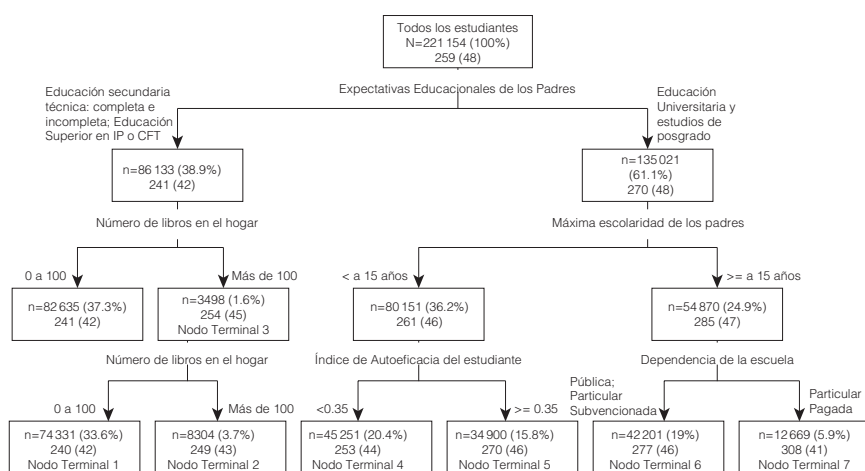 Todos los estudiantes
N=221 154 (100%)
259 (48)
Expectativas Educacionales de los Padres
Educación secundaria
técnica: completa e
incompleta; Educación
Superior en IP o CFT
Educación
Universitaria y
estudios de
posgrado
n=86 133 (38.9%)
241 (42)
n=135 021
(61.1%)
270 (48)
Número de libros en el hogar
Máxima escolaridad de los padres
0 a 100
Más de 100
< a 15 años
>= a 15 años
n=82 635 (37.3%)
241 (42)
n=3498 (1.6%)
254 (45)
Nodo Terminal 3
n=80 151 (36.2%)
261 (46)
n=54 870 (24.9%)
285 (47)
Número de libros en el hogar
Índice de Autoeficacia del estudiante
Dependencia de la escuela
0 a 100
Más de 100
<0.35
>= 0.35
Pública;
Particular
Subvencionada
Particular
Pagada
n=74 331 (33.6%)
240 (42)
Nodo Terminal 1
n=8304 (3.7%)
249 (43)
Nodo Terminal 2
n=45 251 (20.4%)
253 (44)
Nodo Terminal 4
n=34 900 (15.8%)
270 (46)
Nodo Terminal 5
n=42 201 (19%)
277 (46)
Nodo Terminal 6
n=12 669 (5.9%)
308 (41)
Nodo Terminal 7